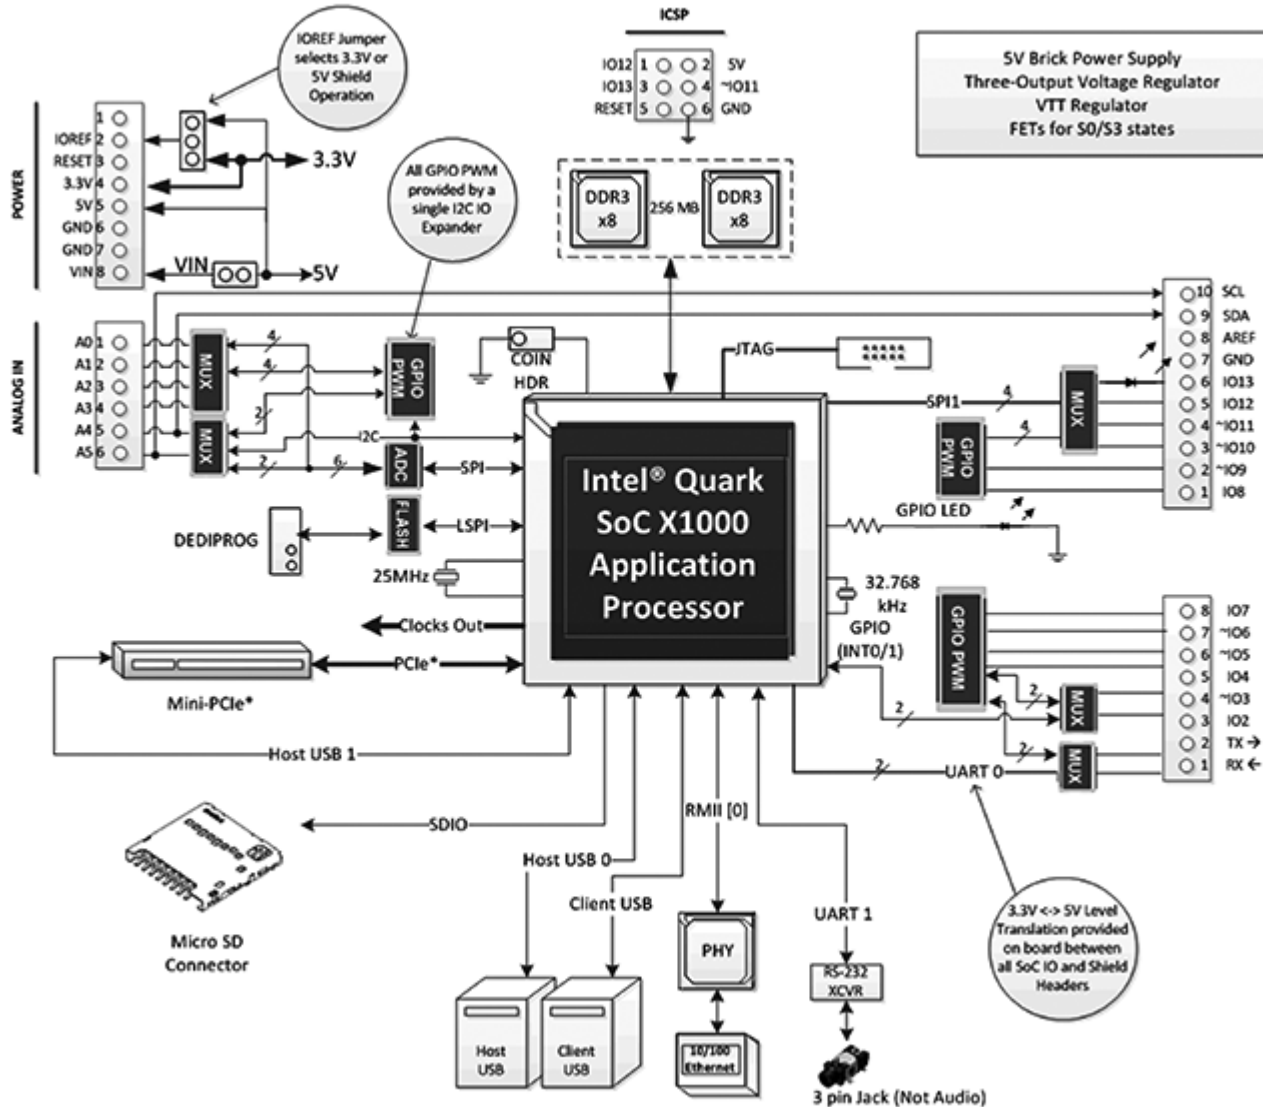 ICSP
IO12 1 2 5V
IO13 3 4 ~IO11
RESET 5 6 GND
IOREF Jumper
selects 3.3V or
5V Shield
Operation
5V Brick Power Supply
Three-Output Voltage Regulator
VTT Regulator
FETs for S0/S3 states
POWER
1
IOREF 2
RESET 3
3.3V 4
5V 5
GND 6
GND 7
VIN 8
3.3V
VIN
5V
All GPIO PWM
provided by a
single I2C IO
Expander
DDR3
x8
256 MB
DDR3
x8
ANALOG IN
A0 1
A1 2
A2 3
A3 4
A4 5
A5 6
MUX
MUX
4
4
2
2
6
GPIO
PWM
I2C
ADC
SPI
FLASH
LSPI
DEDIPROG
COIN
HDR
JTAG
10 SCL
9 SDA
8 AREF
7 GND
6 IO13
5 IO12
4 ~IO11
3 ~IO10
2 ~IO9
1 IO8
SPI1
4
4
MUX
GPIO
PWM
GPIO LED
Intel® Quark
SoC X1000
Application
Processor
25MHz
32.768
kHz
Clocks Out
PCIe*
Mini-PCIe*
Host USB 1
GPIO
(INT0/1)
GPIO PWM
8 IO7
7 ~IO6
6 ~IO5
5 IO4
4 ~IO3
3 IO2
2 TX →
1 RX ←
2
2
2
2
MUX
MUX
UART 0
SDIO
Micro SD
Connector
Host USB 0
Client USB
RMII [0]
UART 1
Host
USB
Client
USB
PHY
10/100
Ethernet
RS-232
XCVR
3 pin Jack (Not Audio)
3.3V <-> 5V Level
Translation provided
on board between
all SoC IO and Shield
Headers